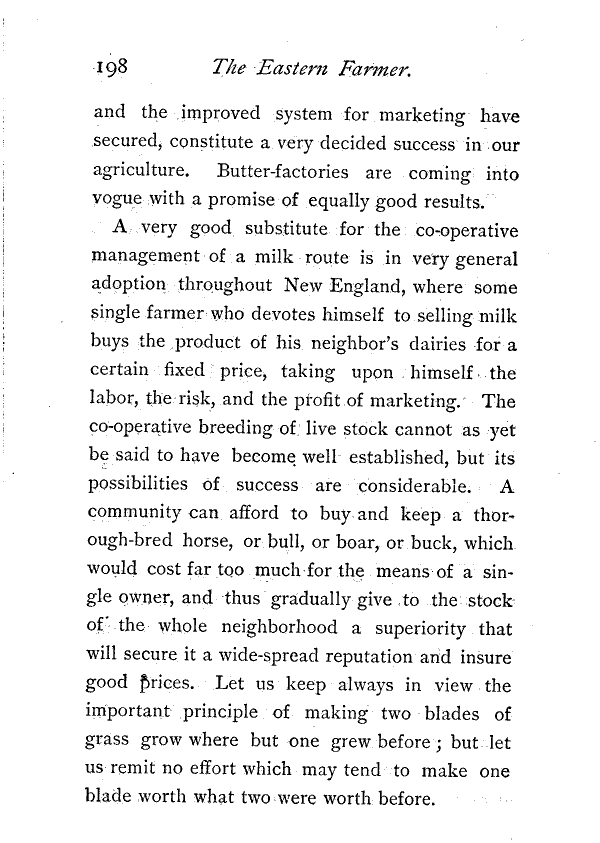 198 The Eastern Farmer.
and the improved system for marketing have
secured, constitute a very decided success in our
agriculture. Butter-factories are coming into
vogue with a promise of equally good results.
A very good substitute for the co-operative
management of a milk route is in very general
adoption throughout New England, where some
single farmer who devotes himself to selling milk
buys the product of his neighbor's dairies for a
certain fixed price, taking upon himself the
labor, the risk, and the profit of marketing. The
co-operative breeding of live stock cannot as yet
be said to have become well established, but its
possibilities of success are considerable. A
community can afford to buy and keep a thor-
ough-bred horse, or bull, or boar, or buck, which
would cost far too much for the means of a sin-
gle owner, and thus gradually give to the stock
of the whole neighborhood a superiority that
will secure it a wide-spread reputation and insure
good prices. Let us keep always in view the
important principle of making two blades of
grass grow where but one grew before; but let
us remit no effort which may tend to make one
blade worth what two were worth before.